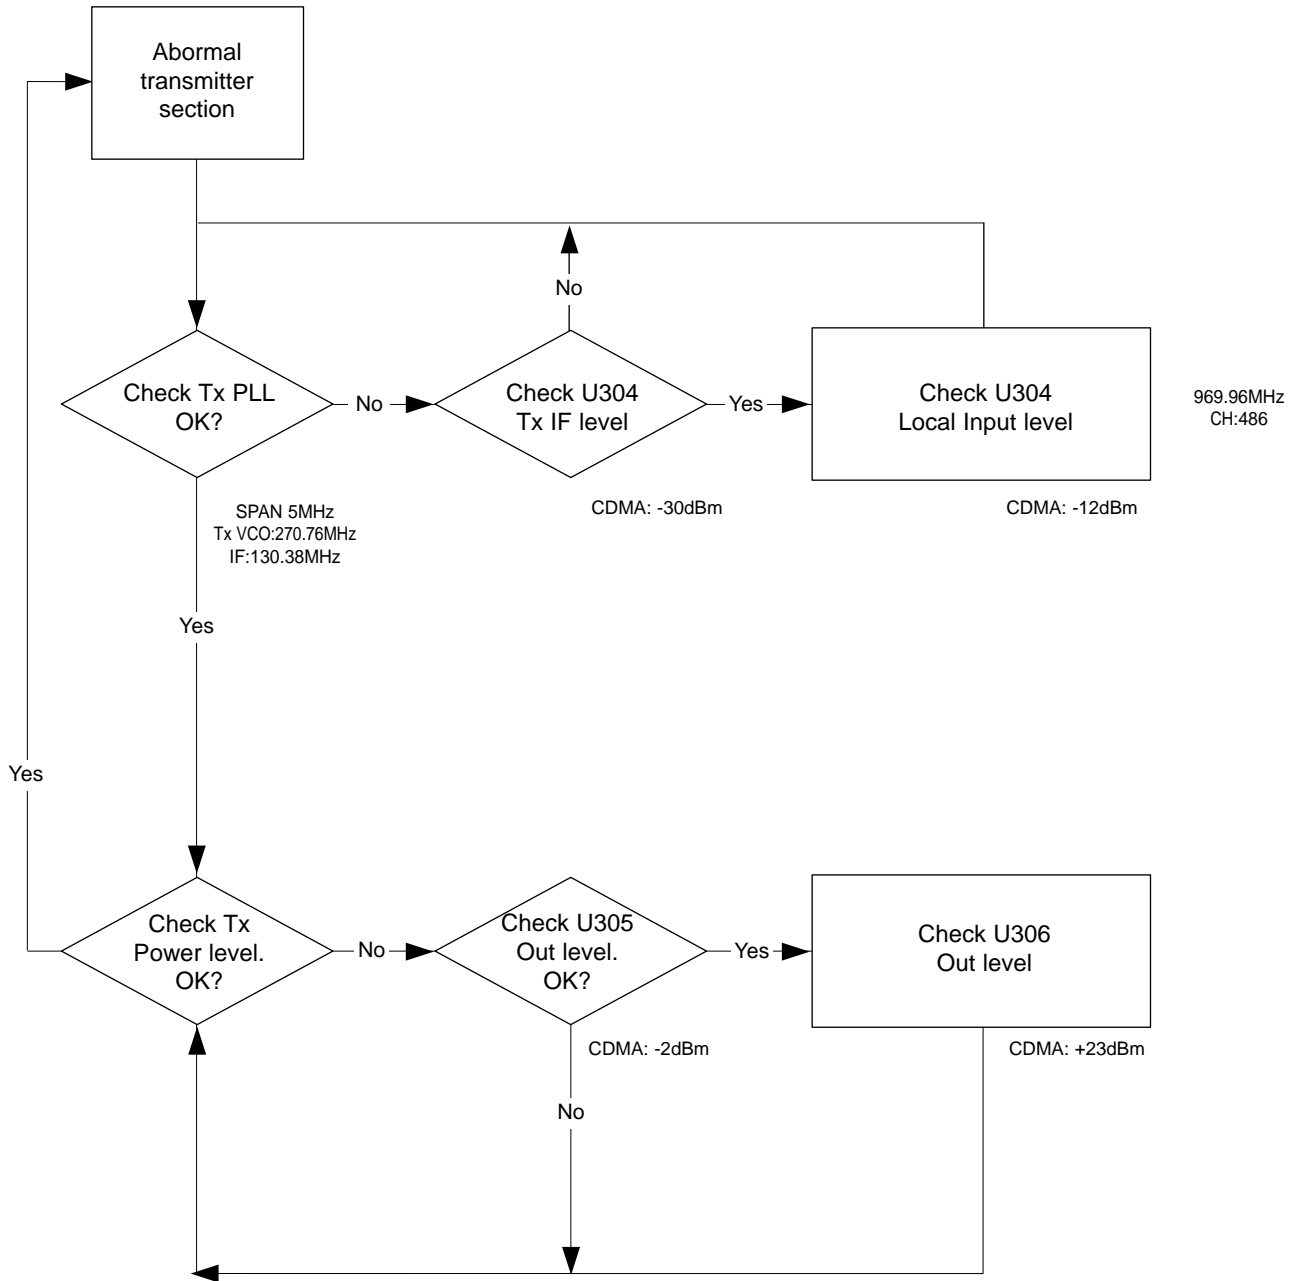 Abormal
transmitter
section
No
Check Tx PLL
OK?
No
Check U304
Tx IF level
Yes
Check U304
Local Input level
969.96MHz
CH:486
SPAN 5MHz
Tx VCO:270.76MHz
IF:130.38MHz
CDMA: -30dBm
CDMA: -12dBm
Yes
Yes
Check Tx
Power level.
OK?
No
Check U305
Out level.
OK?
Yes
Check U306
Out level
CDMA: -2dBm
CDMA: +23dBm
No